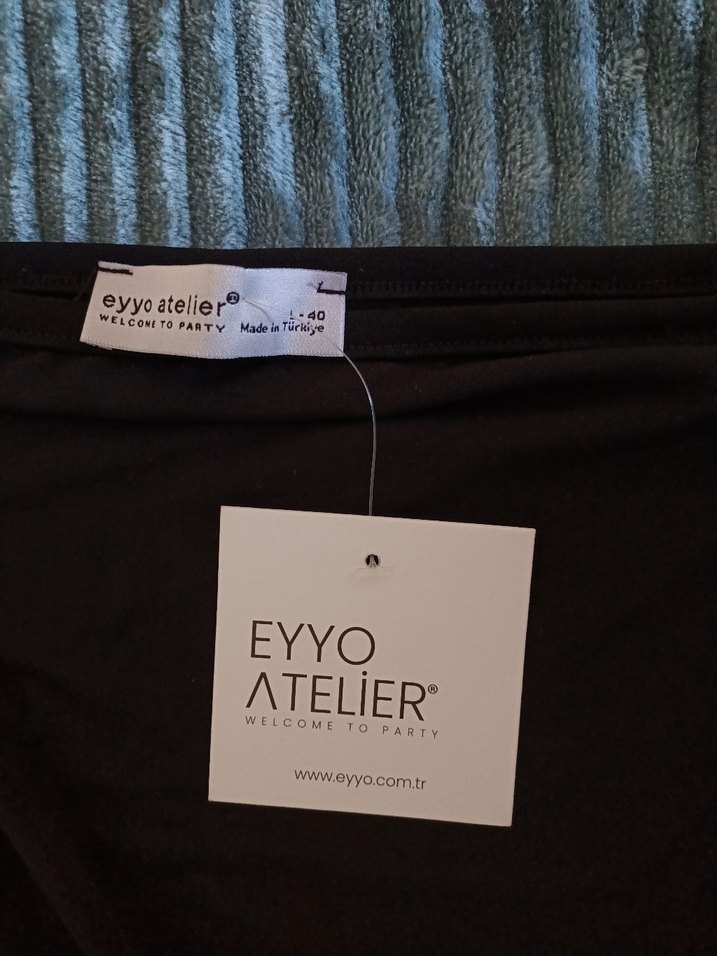 eyyo atelier®
WELCOME TO PARTY
L - 40
Made in Türkiye
EYYO
ATELİER®
WELCOME TO PARTY
www.eyyo.com.tr